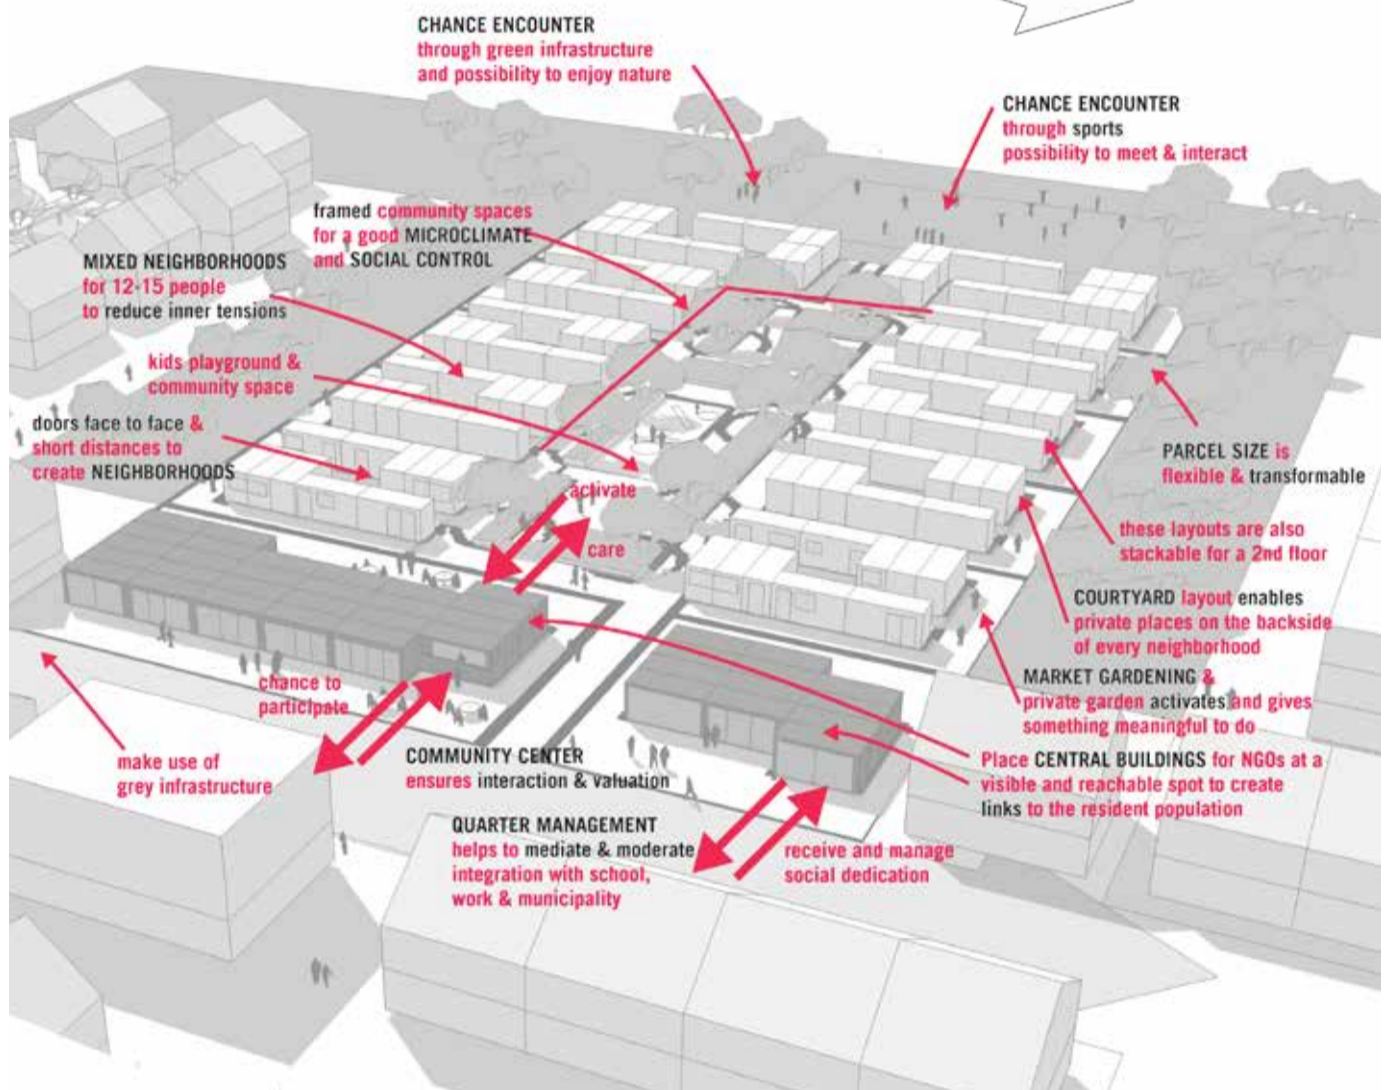 CHANCE ENCOUNTER
through green infrastructure
and possibility to enjoy nature
CHANCE ENCOUNTER
through sports
possibility to meet & interact
framed community spaces
for a good MICROCLIMATE
and SOCIAL CONTROL
MIXED NEIGHBORHOODS
for 12-15 people
to reduce inner tensions
kids playground &
community space
doors face to face &
short distances to
create NEIGHBORHOODS
PARCEL SIZE is
flexible & transformable
activate
care
these layouts are also
stackable for a 2nd floor
COURTYARD layout enables
private places on the backside
of every neighborhood
MARKET GARDENING &
private garden activates and gives
something meaningful to do
chance to
participate
make use of
grey infrastructure
COMMUNITY CENTER
ensures interaction & valuation
Place CENTRAL BUILDINGS for NGOs at a
visible and reachable spot to create
links to the resident population
QUARTER MANAGEMENT
helps to mediate & moderate
integration with school,
work & municipality
receive and manage
social dedication